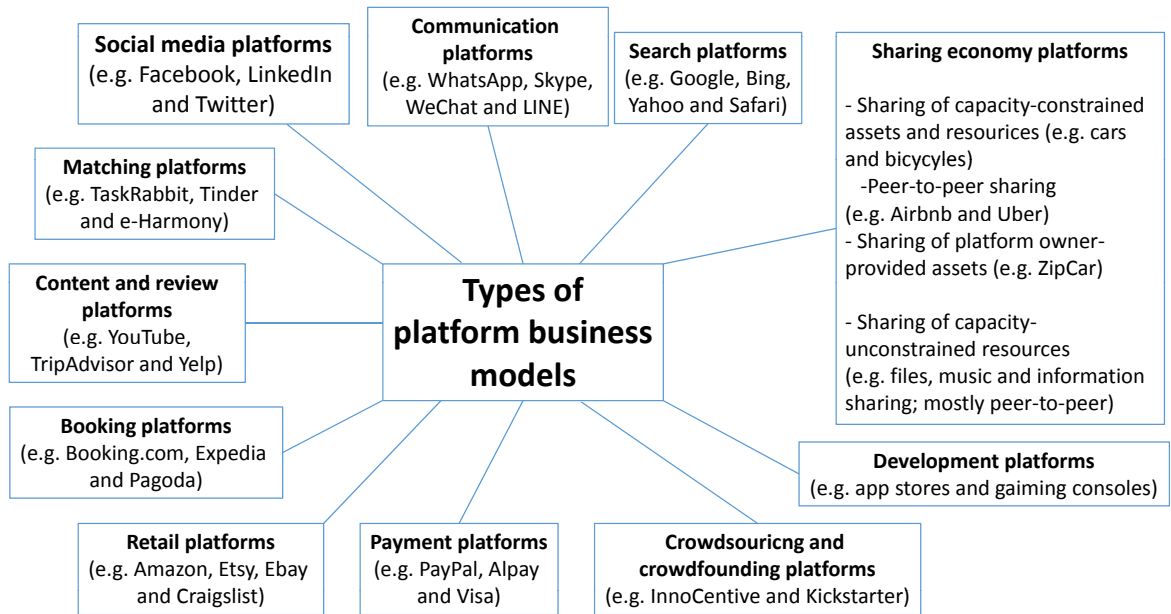 Social media platforms
(e.g. Facebook, LinkedIn
and Twitter)
Communication
platforms
(e.g. WhatsApp, Skype,
WeChat and LINE)
Search platforms
(e.g. Google, Bing,
Yahoo and Safari)
Sharing economy platforms
- Sharing of capacity-constrained
assets and resourices (e.g. cars
and bicycyles)
-Peer-to-peer sharing
(e.g. Airbnb and Uber)
- Sharing of platform owner-
provided assets (e.g. ZipCar)
- Sharing of capacity-
unconstrained resources
(e.g. files, music and information
sharing; mostly peer-to-peer)
Matching platforms
(e.g. TaskRabbit, Tinder
and e-Harmony)
Content and review
platforms
(e.g. YouTube,
TripAdvisor and Yelp)
Types of
platform business
models
Booking platforms
(e.g. Booking.com, Expedia
and Pagoda)
Development platforms
(e.g. app stores and gaiming consoles)
Retail platforms
(e.g. Amazon, Etsy, Ebay
and Craigslist)
Payment platforms
(e.g. PayPal, Alpay
and Visa)
Crowdsouricng and
crowdfounding platforms
(e.g. InnoCentive and Kickstarter)